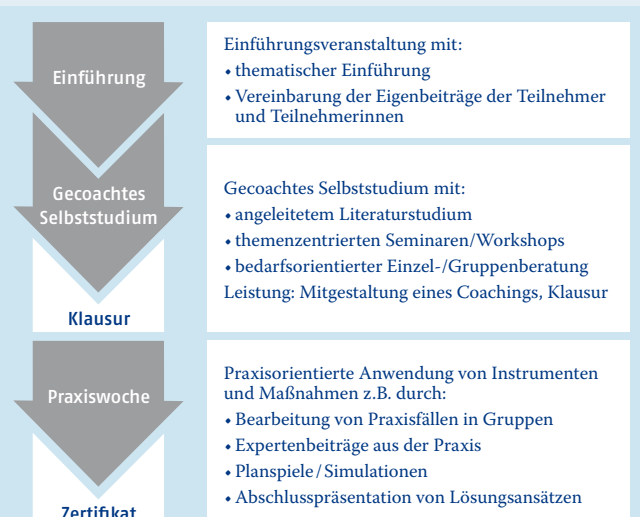 Einführung
Einführungsveranstaltung mit:
• thematischer Einführung
• Vereinbarung der Eigenbeiträge der Teilnehmer
und Teilnehmerinnen
Gecoachtes
Selbststudium
Gecoachtes Selbststudium mit:
• angeleitetem Literaturstudium
• themenzentrierten Seminaren/Workshops
• bedarfsorientierter Einzel-/Gruppenberatung
Leistung: Mitgestaltung eines Coachings, Klausur
Klausur
Praxiswoche
Praxisorientierte Anwendung von Instrumenten
und Maßnahmen z.B. durch:
• Bearbeitung von Praxisfällen in Gruppen
• Expertenbeiträge aus der Praxis
• Planspiele/Simulationen
• Abschlusspräsentation von Lösungsansätzen
Zertifikat